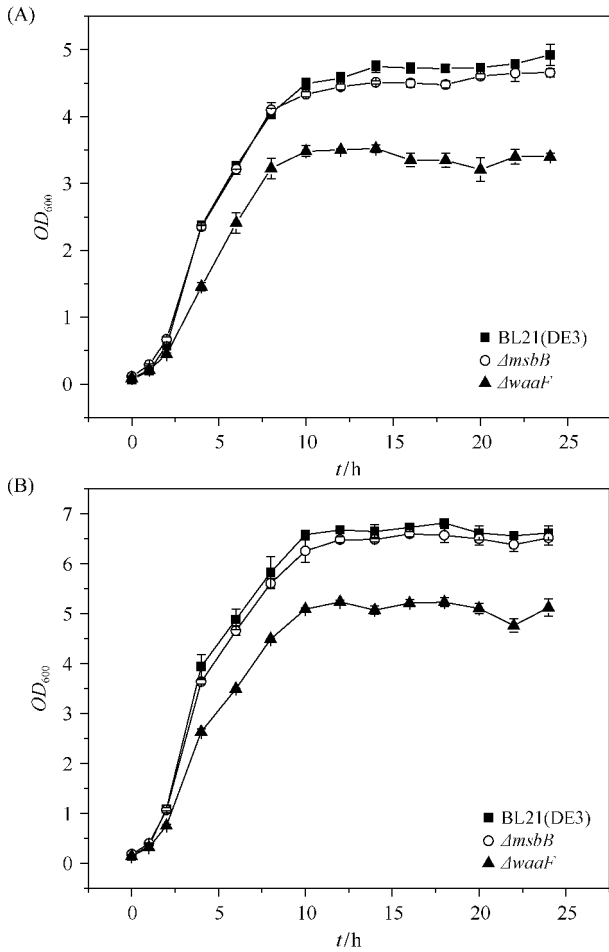 (A)
5
4
3
2
1
0
OD600
BL21(DE3)
ΔmsbB
ΔwaaF
0 5 10 15 20 25
t/h
(B)
7
6
5
4
3
2
1
0
OD600
BL21(DE3)
ΔmsbB
ΔwaaF
0 5 10 15 20 25
t/h